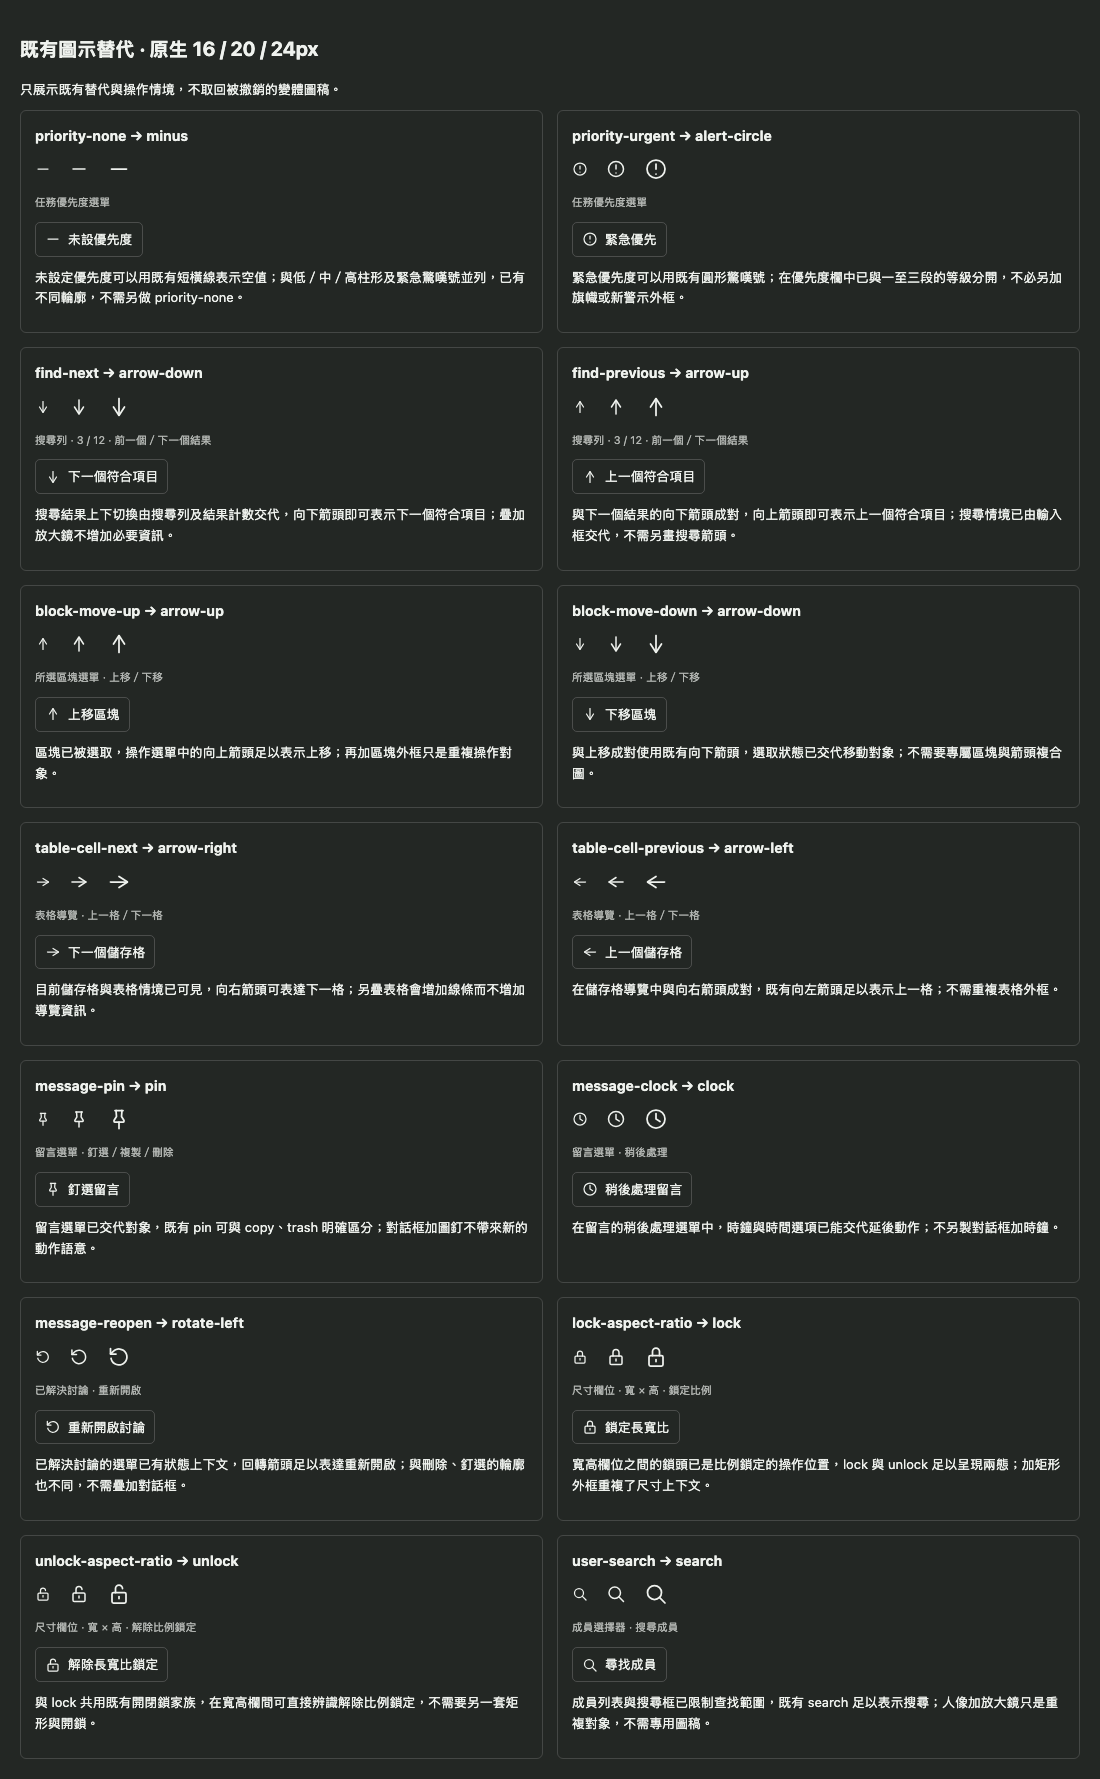 既有圖示替代 · 原生 16 / 20 / 24px
只展示既有替代與操作情境，不取回被撤銷的變體圖稿。
priority-none → minus
任務優先度選單
未設優先度
未設定優先度可以用既有短橫線表示空值；與低 / 中 / 高柱形及緊急驚嘆號並列，已有
不同輪廓，不需另做 priority-none。
priority-urgent → alert-circle
任務優先度選單
緊急優先
緊急優先度可以用既有圓形驚嘆號；在優先度欄中已與一至三段的等級分開，不必另加
旗幟或新警示外框。
find-next → arrow-down
搜尋列 · 3 / 12 · 前一個 / 下一個結果
下一個符合項目
搜尋結果上下切換由搜尋列及結果計數交代，向下箭頭即可表示下一個符合項目；疊加
放大鏡不增加必要資訊。
find-previous → arrow-up
搜尋列 · 3 / 12 · 前一個 / 下一個結果
上一個符合項目
與下一個結果的向下箭頭成對，向上箭頭即可表示上一個符合項目；搜尋情境已由輸入
框交代，不需另畫搜尋箭頭。
block-move-up → arrow-up
所選區塊選單 · 上移 / 下移
上移區塊
區塊已被選取，操作選單中的向上箭頭足以表示上移；再加區塊外框只是重複操作對
象。
block-move-down → arrow-down
所選區塊選單 · 上移 / 下移
下移區塊
與上移成對使用既有向下箭頭，選取狀態已交代移動對象；不需要專屬區塊與箭頭複合
圖。
table-cell-next → arrow-right
表格導覽 · 上一格 / 下一格
下一個儲存格
目前儲存格與表格情境已可見，向右箭頭可表達下一格；另疊表格會增加線條而不增加
導覽資訊。
table-cell-previous → arrow-left
表格導覽 · 上一格 / 下一格
上一個儲存格
在儲存格導覽中與向右箭頭成對，既有向左箭頭足以表示上一格；不需重複表格外框。
message-pin → pin
留言選單 · 釘選 / 複製 / 刪除
釘選留言
留言選單已交代對象，既有 pin 可與 copy、trash 明確區分；對話框加圖釘不帶來新的
動作語意。
message-clock → clock
留言選單 · 稍後處理
稍後處理留言
在留言的稍後處理選單中，時鐘與時間選項已能交代延後動作；不另製對話框加時鐘。
message-reopen → rotate-left
已解決討論 · 重新開啟
重新開啟討論
已解決討論的選單已有狀態上下文，回轉箭頭足以表達重新開啟；與刪除、釘選的輪廓
也不同，不需疊加對話框。
lock-aspect-ratio → lock
尺寸欄位 · 寬 × 高 · 鎖定比例
鎖定長寬比
寬高欄位之間的鎖頭已是比例鎖定的操作位置，lock 與 unlock 足以呈現兩態；加矩形
外框重複了尺寸上下文。
unlock-aspect-ratio → unlock
尺寸欄位 · 寬 × 高 · 解除比例鎖定
解除長寬比鎖定
與 lock 共用既有開閉鎖家族，在寬高欄間可直接辨識解除比例鎖定，不需要另一套矩
形與開鎖。
user-search → search
成員選擇器 · 搜尋成員
尋找成員
成員列表與搜尋框已限制查找範圍，既有 search 足以表示搜尋；人像加放大鏡只是重
複對象，不需專用圖稿。